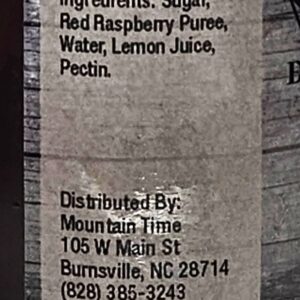 Ingredients: Sugar,
Red Raspberry Puree,
Water, Lemon Juice,
Pectin.
Distributed By:
Mountain Time
105 W Main St
Burnsville, NC 28714
(828) 385-3243